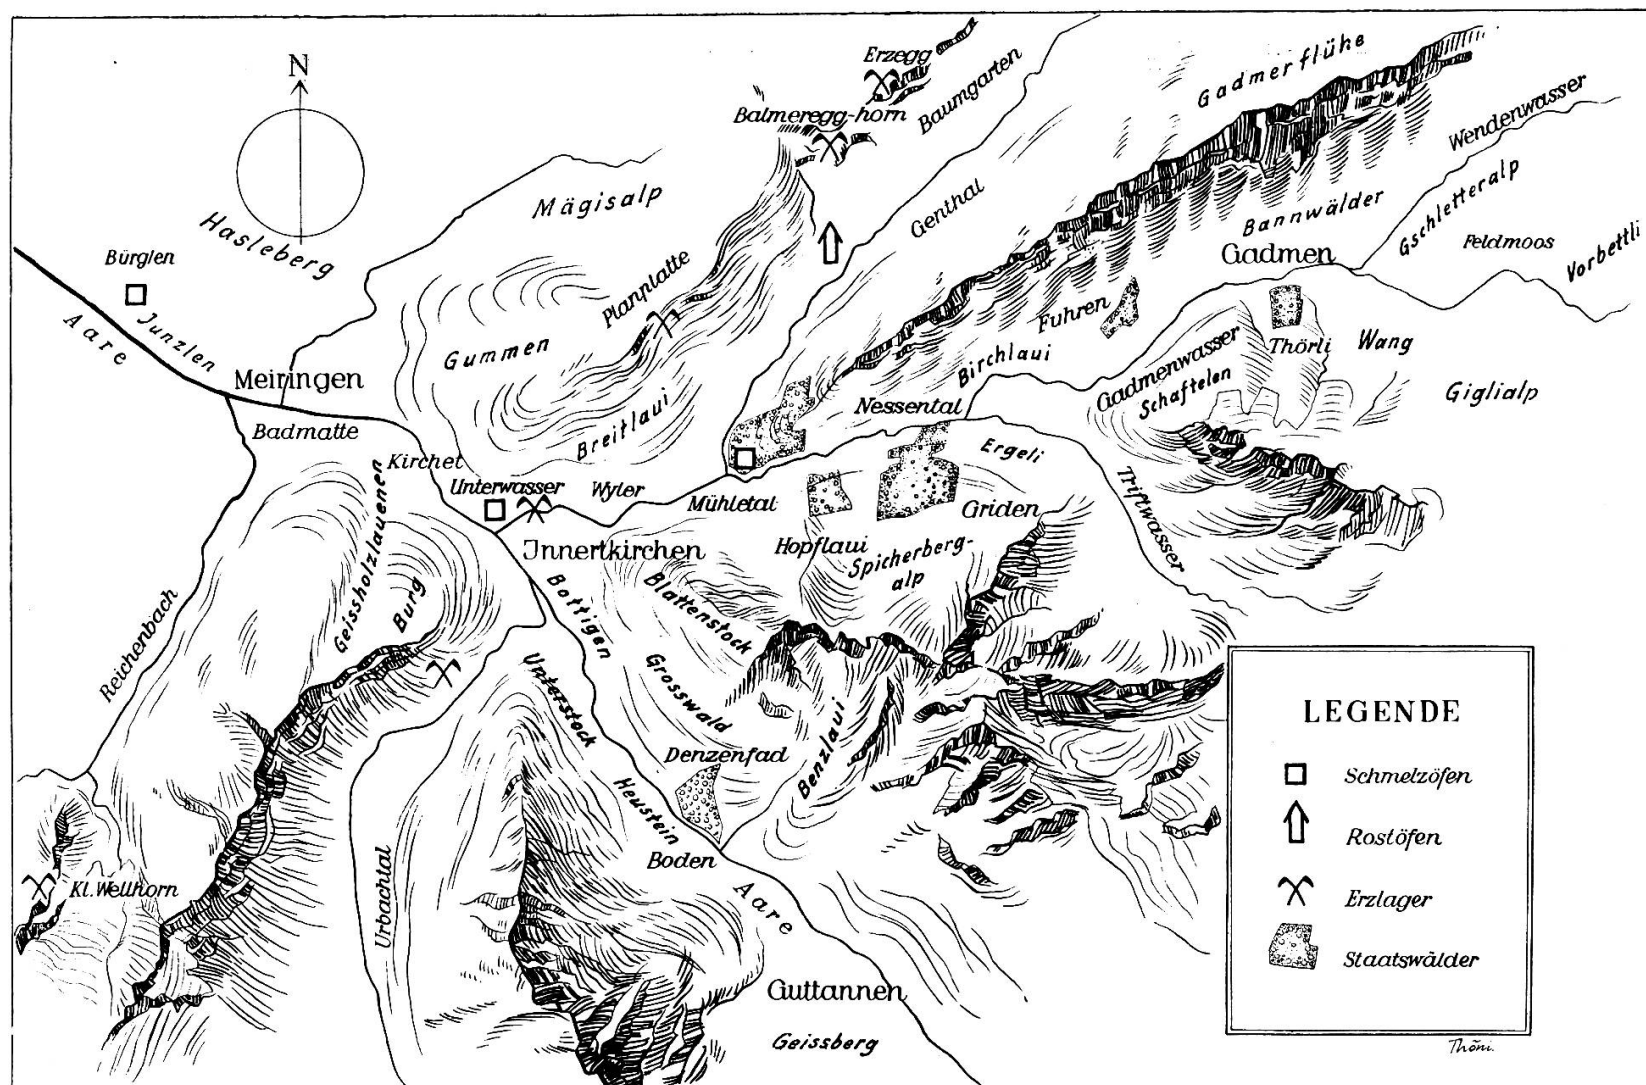 N
Erzegg
Balmeregg-horn
Baumgarten
Gadmerflühe
Wendenwasser
Mägisalp
Hasleberg
Genthal
Bannwälder
Gschletteralp
Gadmen
Feldmoos
Vorbettli
Bürglen
Junzlen
Aare
Planplatte
Gummen
Fuhren
Birchlaui
Gadmenwasser
Schaftelen
Thörli
Wang
Giglialp
Meiringen
Badmatte
Breitlaui
Nessental
Kirchet
Unterwasser
Wyler
Mühletal
Ergeli
Griden
Triftwasser
Innertkirchen
Hopflaui
Spicherberg-
alp
Geissholzlauenen
Burg
Bottigen
Blattenstock
Reichenbach
Unterstock
Grosswald
Denzenfad
Benzlaui
Heustein
Boden
Aare
Kl. Wellhorn
Urbachtal
Guttannen
Geissberg
LEGENDE
Schmelzöfen
Rostöfen
Erzlager
Staatswälder
Thöni.